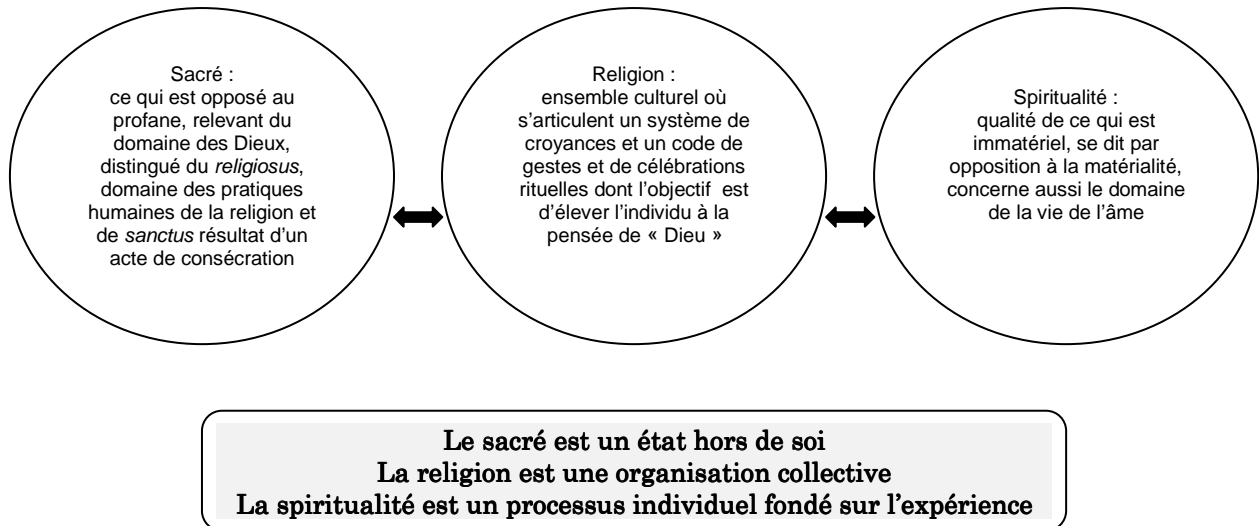 Sacré :
ce qui est opposé au
profane, relevant du
domaine des Dieux,
distingué du religiosus,
domaine des pratiques
humaines de la religion et
de sanctus résultat d'un
acte de consécration
Religion :
ensemble culturel où
s'articulent un système de
croyances et un code de
gestes et de célébrations
rituelles dont l'objectif est
d'élever l'individu à la
pensée de « Dieu »
Spiritualité :
qualité de ce qui est
immatériel, se dit par
opposition à la matérialité,
concerne aussi le domaine
de la vie de l'âme
Le sacré est un état hors de soi
La religion est une organisation collective
La spiritualité est un processus individuel fondé sur l'expérience